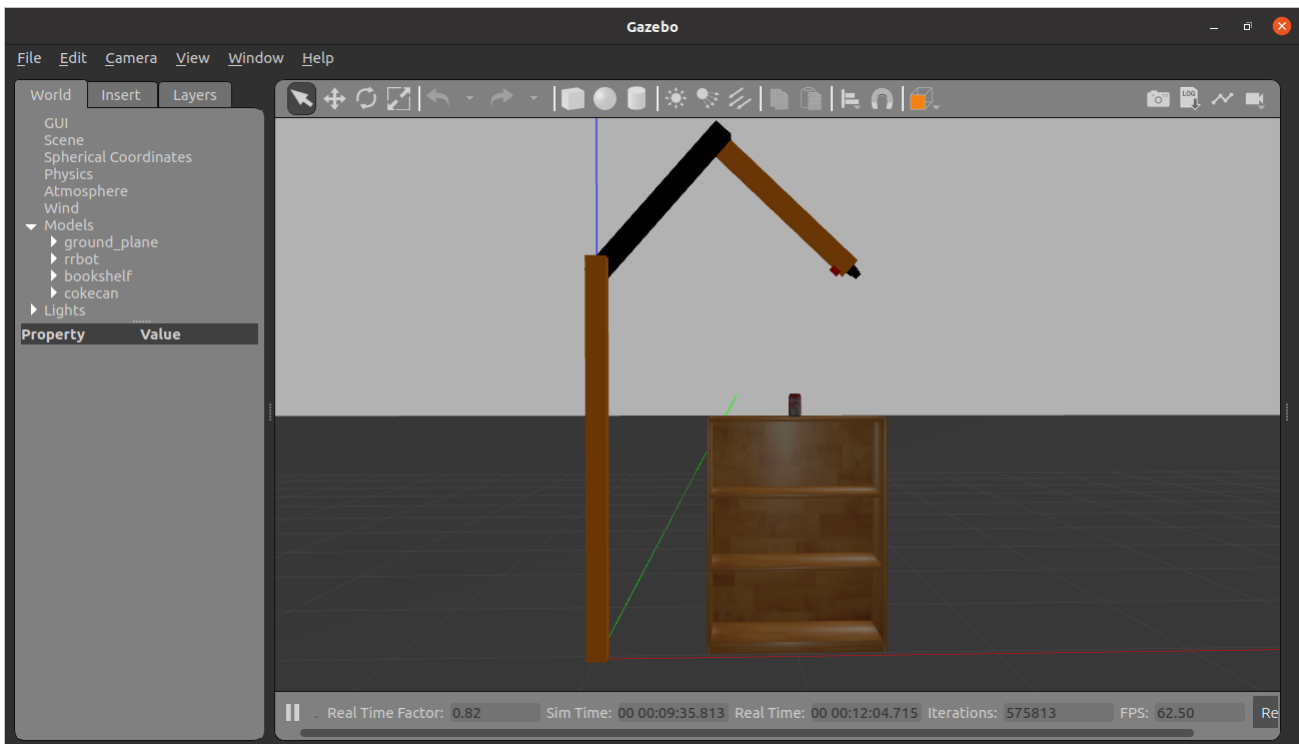 Gazebo
File Edit Camera View Window Help
World Insert Layers
GUI
Scene
Spherical Coordinates
Physics
Atmosphere
Wind
Models
ground_plane
rrbot
bookshelf
cokecan
Lights
Property Value
LOG
Real Time Factor: 0.82 Sim Time: 00 00:09:35.813 Real Time: 00 00:12:04.715 Iterations: 575813 FPS: 62.50 Re